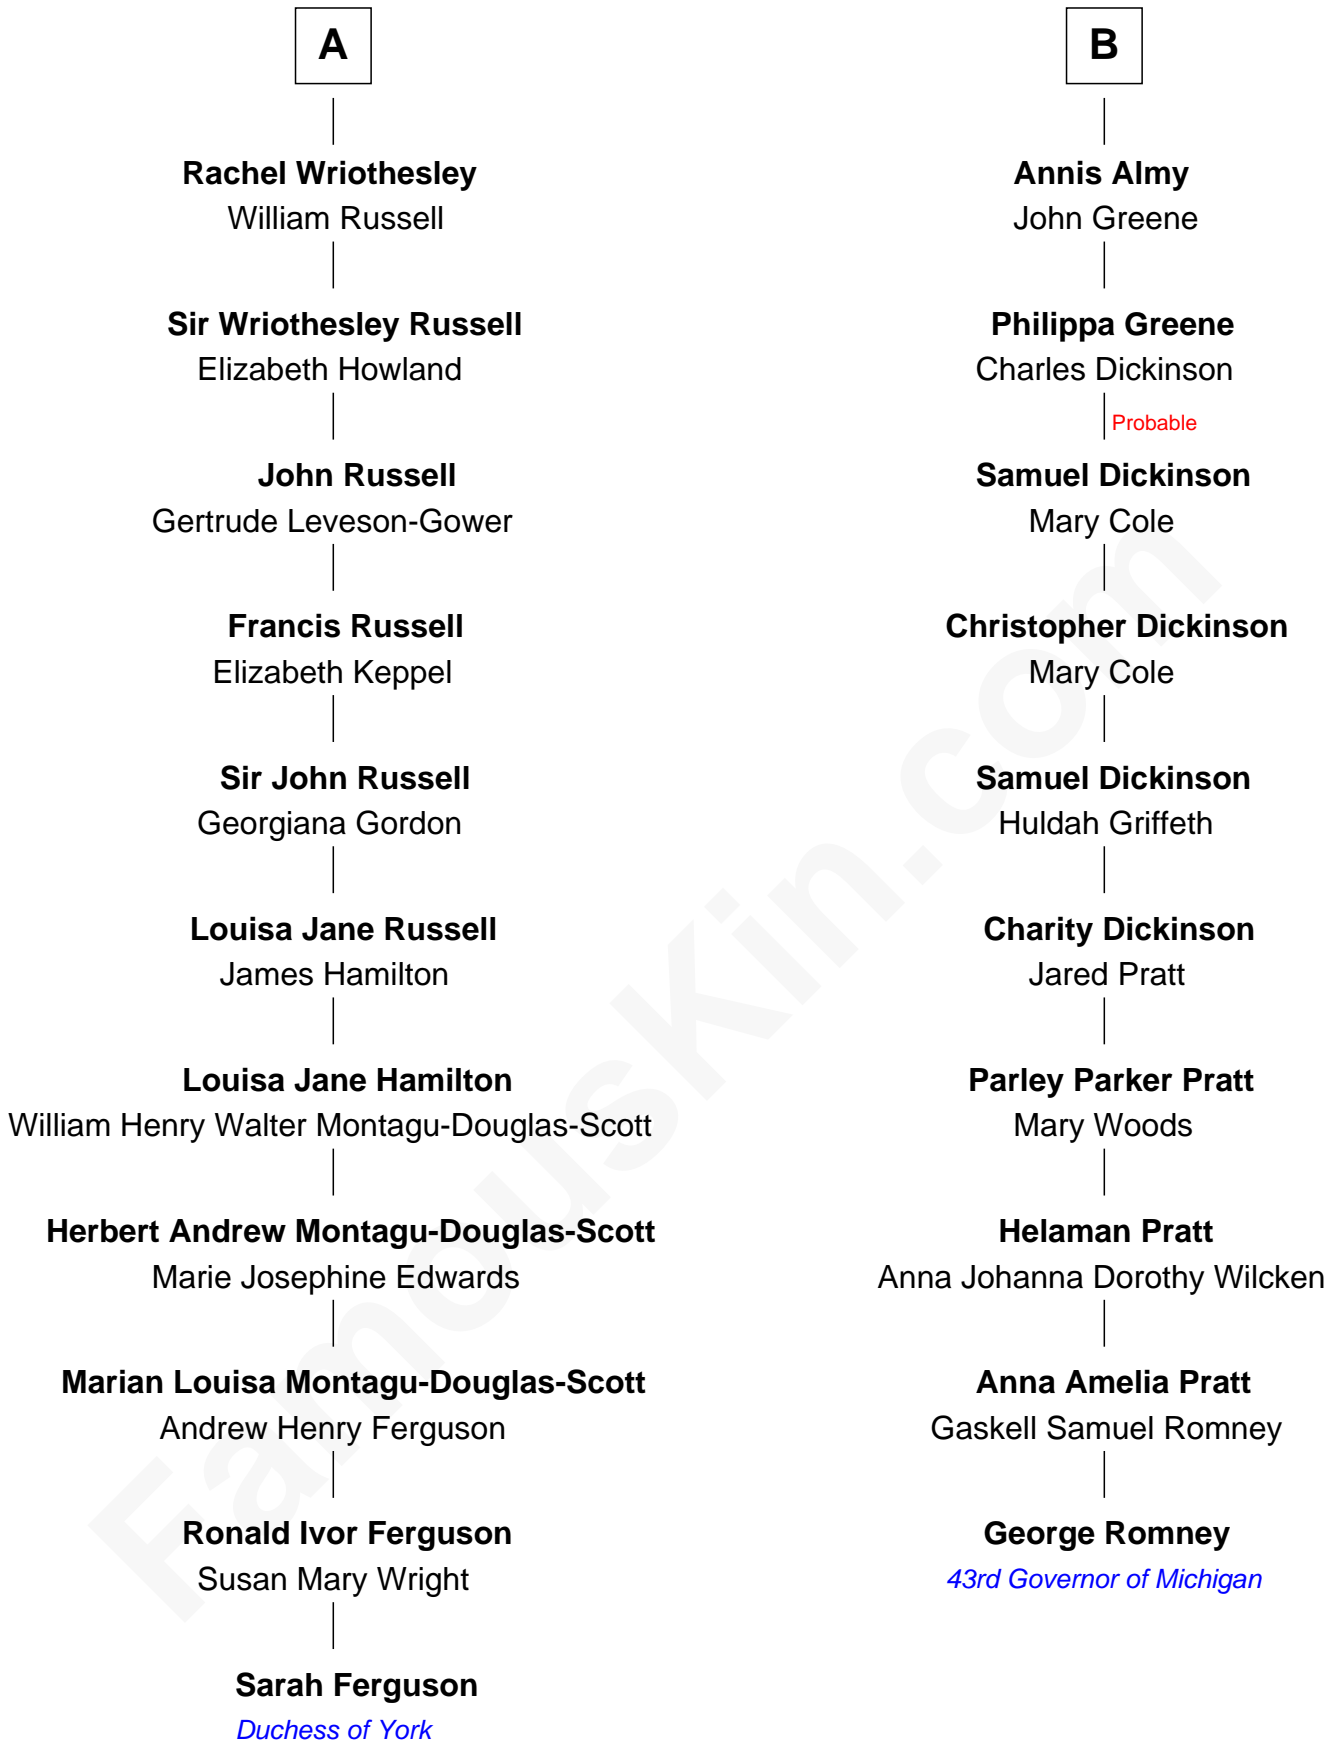 A
Rachel Wriothesley
William Russell
Sir Wriothesley Russell
Elizabeth Howland
John Russell
Gertrude Leveson-Gower
Francis Russell
Elizabeth Keppel
Sir John Russell
Georgiana Gordon
Louisa Jane Russell
James Hamilton
Louisa Jane Hamilton
William Henry Walter Montagu-Douglas-Scott
Herbert Andrew Montagu-Douglas-Scott
Marie Josephine Edwards
Marian Louisa Montagu-Douglas-Scott
Andrew Henry Ferguson
Ronald Ivor Ferguson
Susan Mary Wright
Sarah Ferguson
Duchess of York
B
Annis Almy
John Greene
Philippa Greene
Charles Dickinson
Probable
Samuel Dickinson
Mary Cole
Christopher Dickinson
Mary Cole
Samuel Dickinson
Huldah Griffeth
Charity Dickinson
Jared Pratt
Parley Parker Pratt
Mary Woods
Helaman Pratt
Anna Johanna Dorothy Wilcken
Anna Amelia Pratt
Gaskell Samuel Romney
George Romney
43rd Governor of Michigan
FamousKin.com